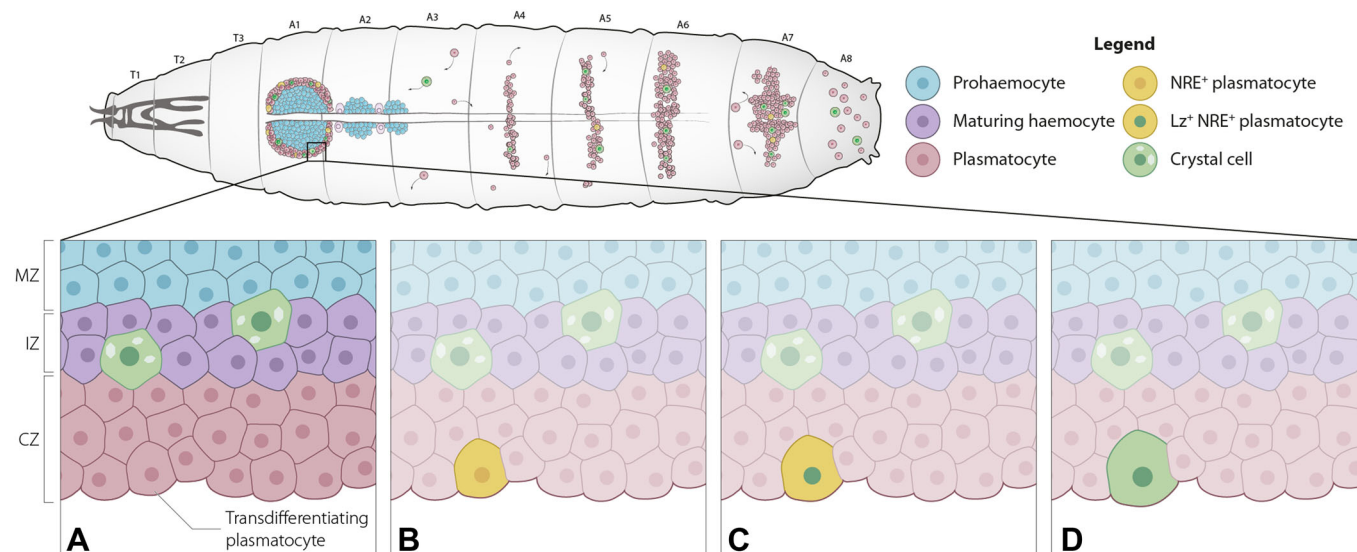 T1
T2
T3
A1
A2
A3
A4
A5
A6
A7
A8
Legend
Prohaemocyte
Maturing haemocyte
Plasmatocyte
NRE⁺ plasmatocyte
Lz⁺ NRE⁺ plasmatocyte
Crystal cell
MZ
IZ
CZ
Transdifferentiating
plasmatocyte
A
B
C
D